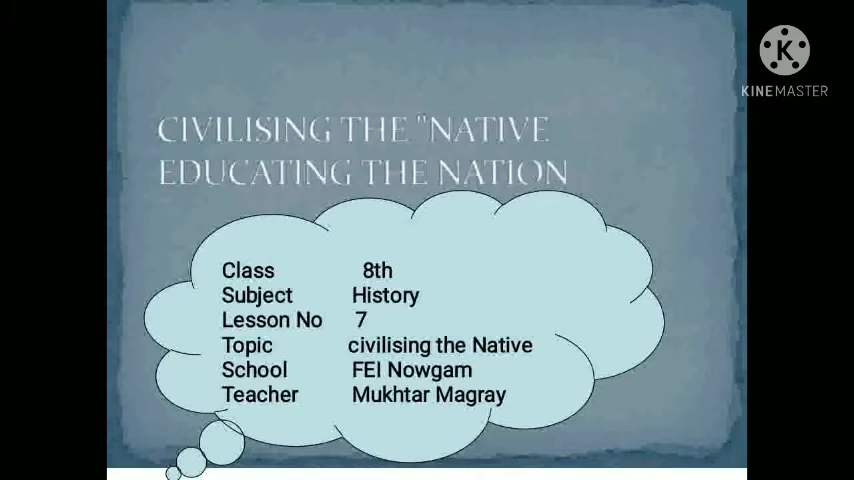 K
KINEMASTER
CIVILISING THE "NATIVE
EDUCATING THE NATION
Class 8th
Subject History
Lesson No 7
Topic civilising the Native
School FEI Nowgam
Teacher Mukhtar Magray